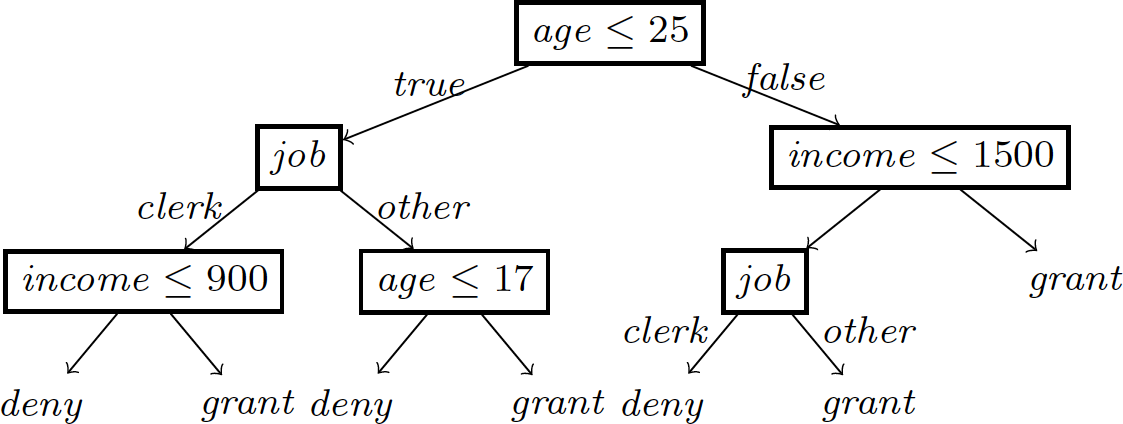 age ≤ 25
true
false
job
income ≤ 1500
clerk
other
income ≤ 900
age ≤ 17
job
grant
clerk
other
deny
grant
deny
grant
deny
grant